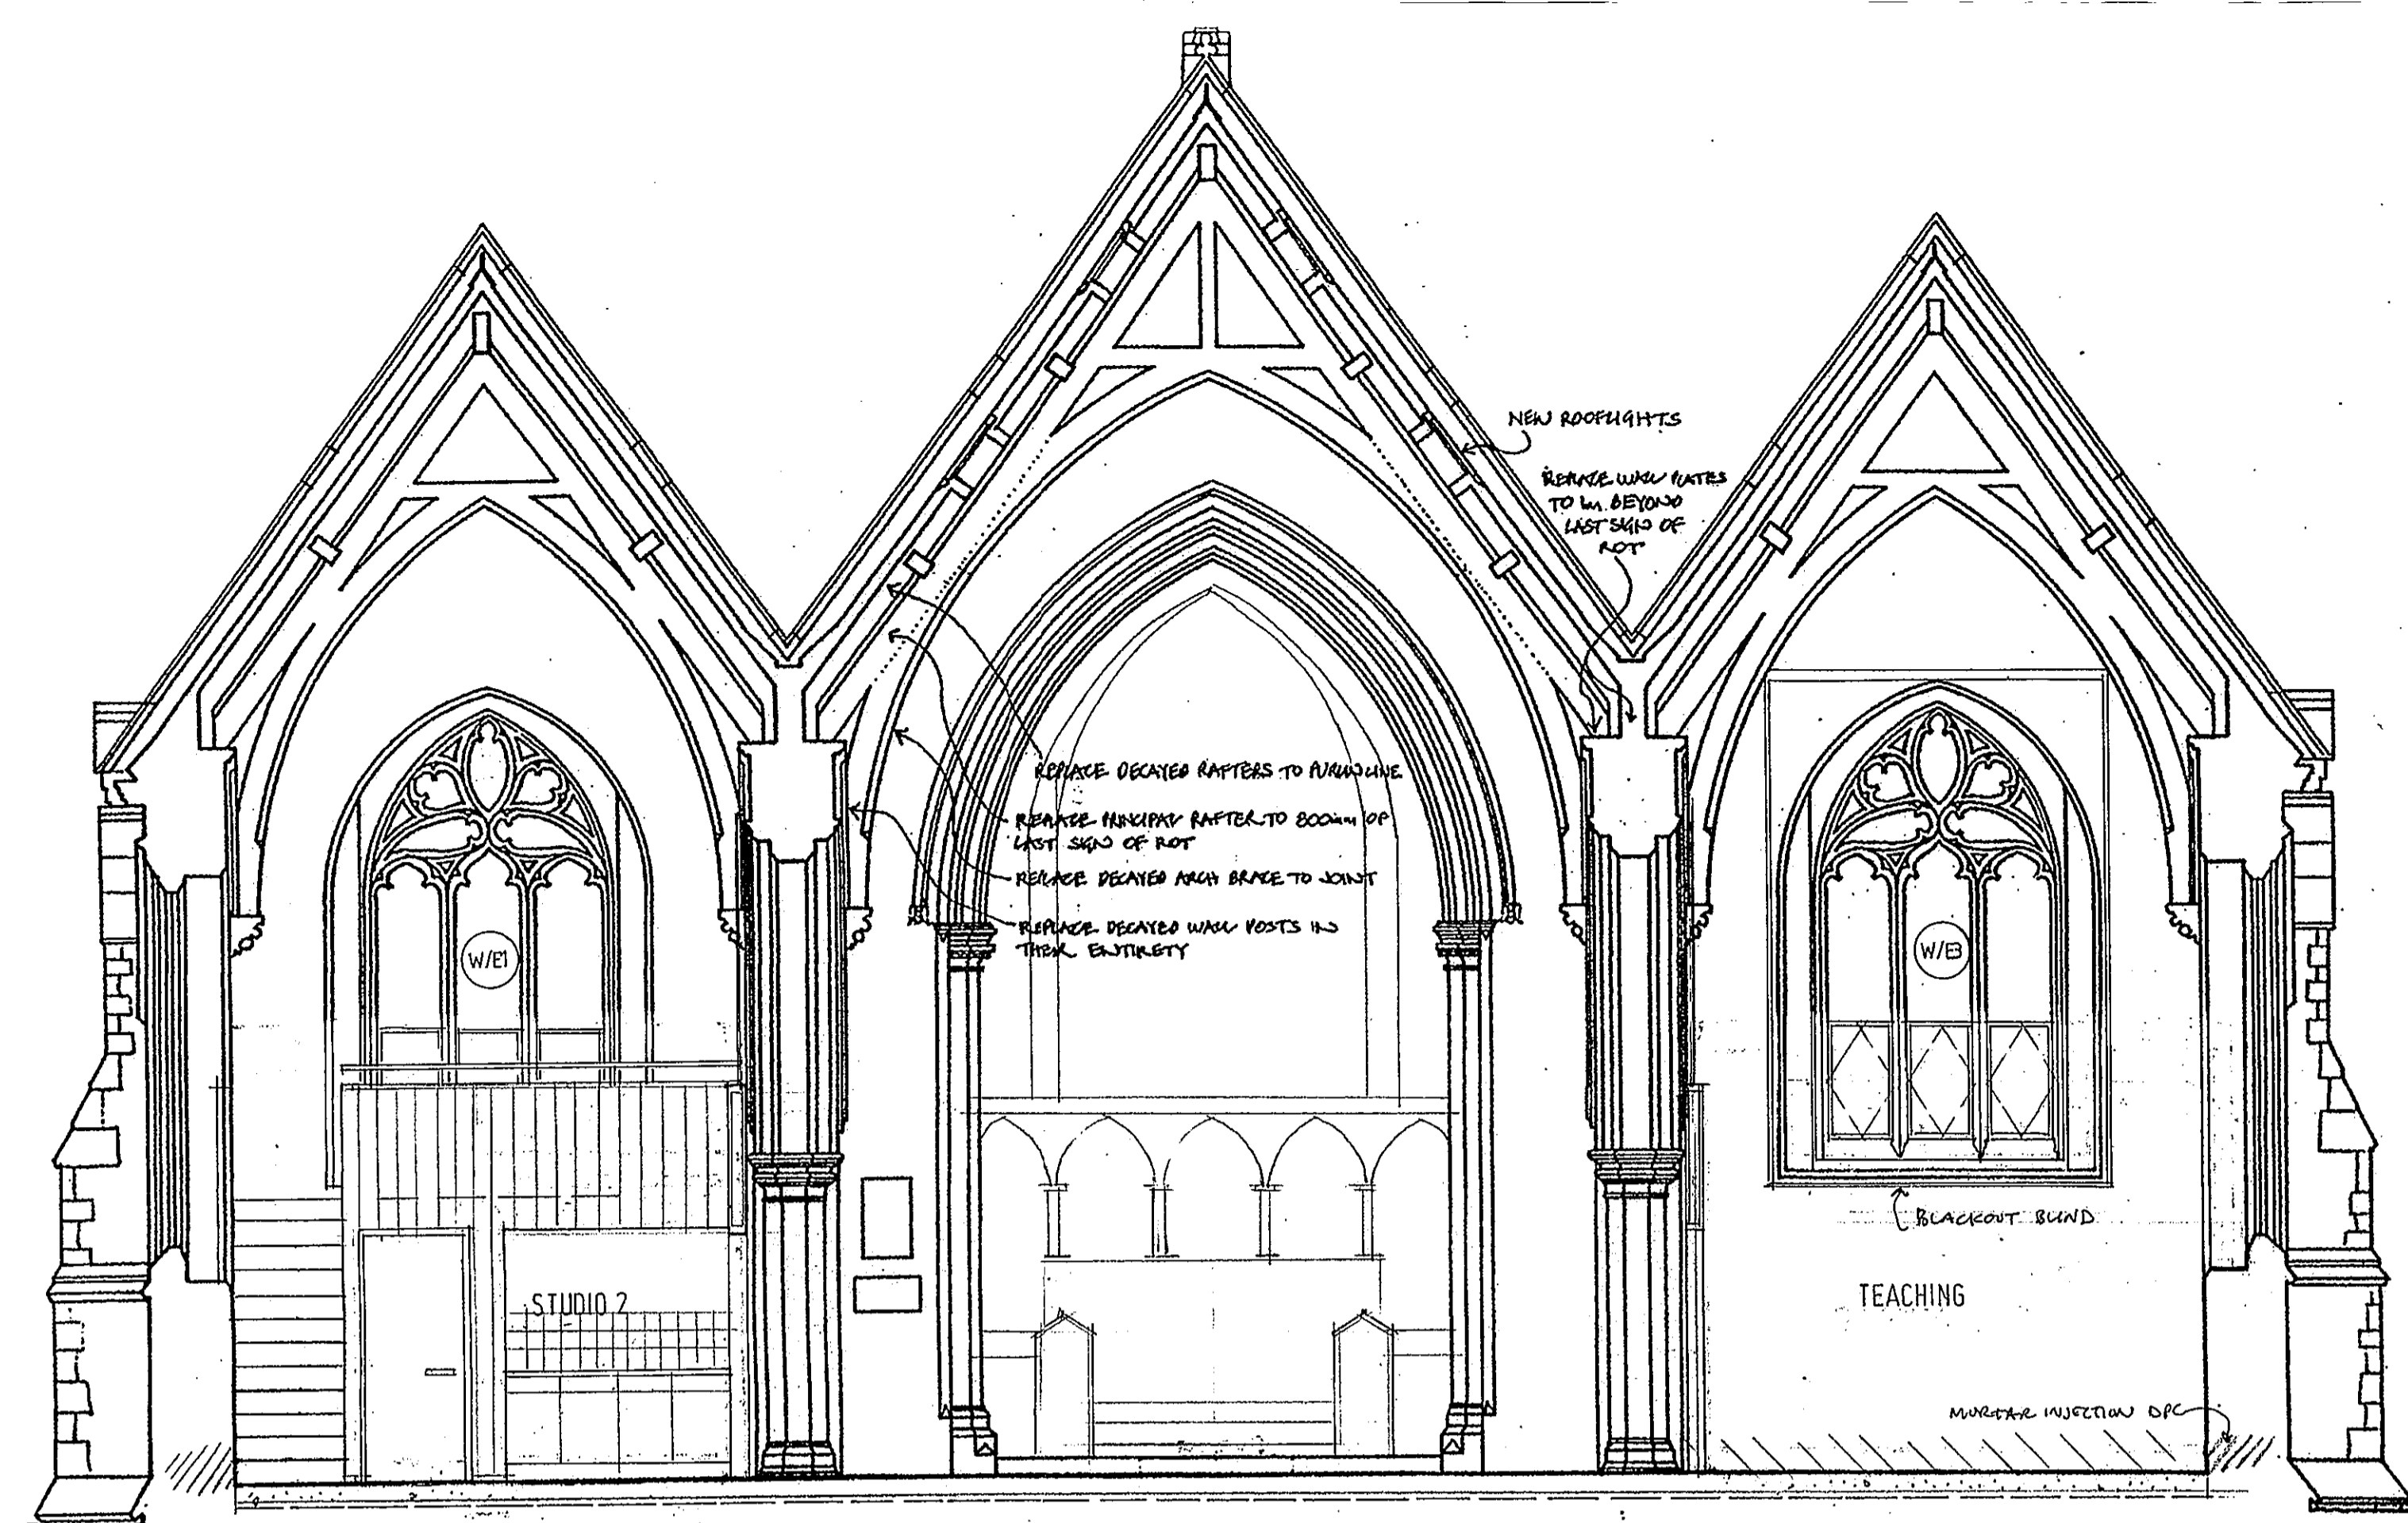 NEW ROOFLIGHTS
REPLACE WALL PLATES
TO 1m. BEYOND
LAST SIGN OF
ROT
REPLACE DECAYED RAFTERS TO PURLIN LINE
REPLACE PRINCIPAL RAFTER TO 800mm OF
LAST SIGN OF ROT
REPLACE DECAYED ARCH BRACE TO JOINT
REPLACE DECAYED WALL POSTS IN
THEIR ENTIRETY
W/E1
W/E3
BLACKOUT BLIND
STUDIO 2
TEACHING
MORTAR INJECTION DPC